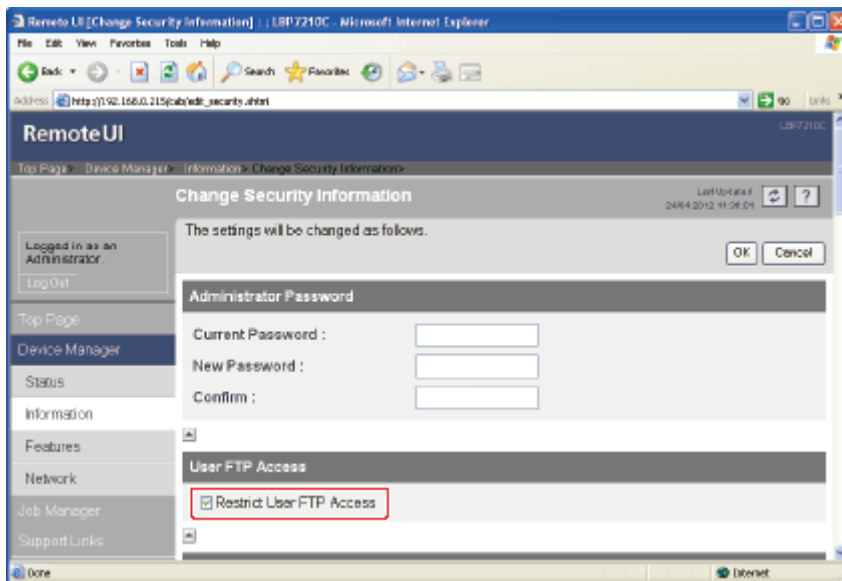 Remote UI [Change Security Information] : ; LBP7210C - Microsoft Internet Explorer
File Edit View Favorites Tools Help
Back Search Favorites
Address http://192.168.0.215/cab/edit_security.shtml Go Links
RemoteUI
LBP7210C
Top Page> Device Manager> Information> Change Security Information>
Change Security Information
Last Updated:
24/04 2012 11:36:01
?
The settings will be changed as follows.
Logged in as an
Administrator.
Log Out
OK Cancel
Administrator Password
Top Page
Current Password :
Device Manager
New Password :
Status
Confirm :
Information
Features
User FTP Access
Network
Restrict User FTP Access
Job Manager
Support Links
Done Internet